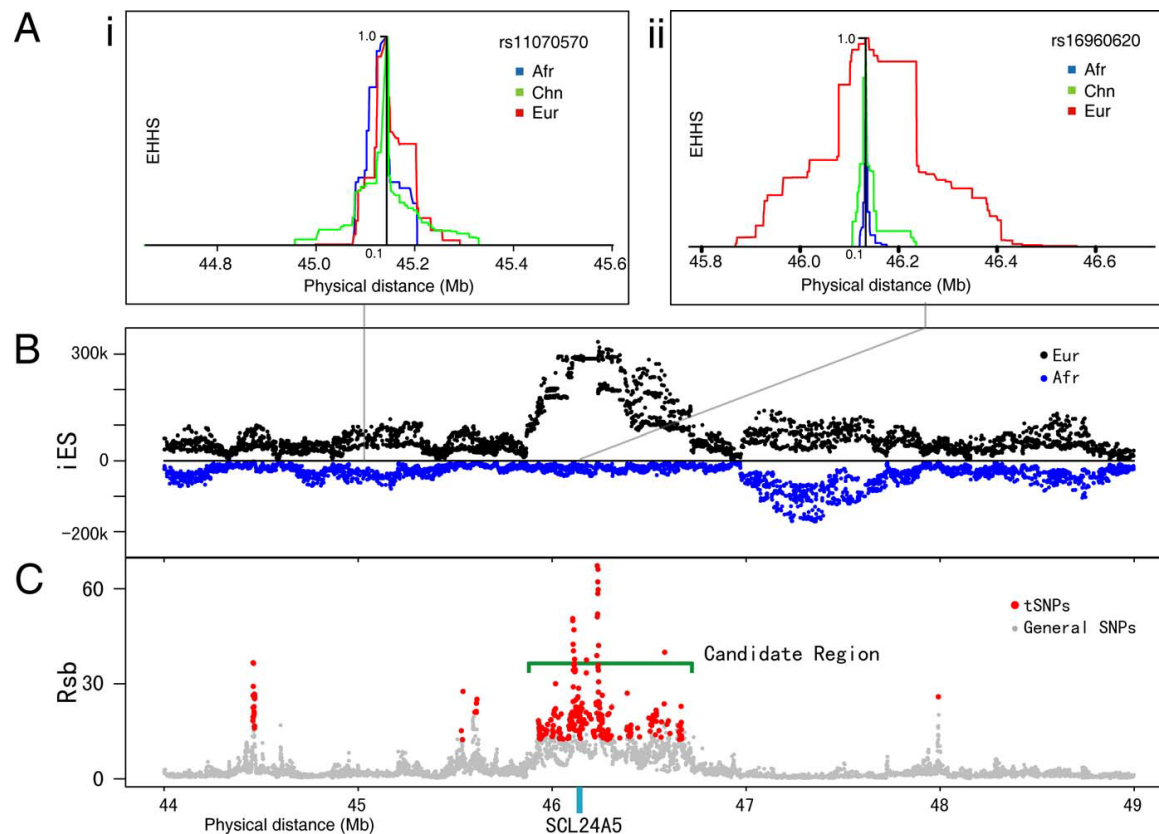 A
i
1.0
rs11070570
Afr
Chn
Eur
EHHS
0.1
44.8
45.0
45.2
45.4
45.6
Physical distance (Mb)
ii
1.0
rs16960620
Afr
Chn
Eur
EHHS
0.1
45.8
46.0
46.2
46.4
46.6
Physical distance (Mb)
B
300k
0
-200k
iES
Eur
Afr
C
60
30
0
Rsb
tSNPs
General SNPs
Candidate Region
44
45
46
47
48
49
Physical distance (Mb)
SCL24A5